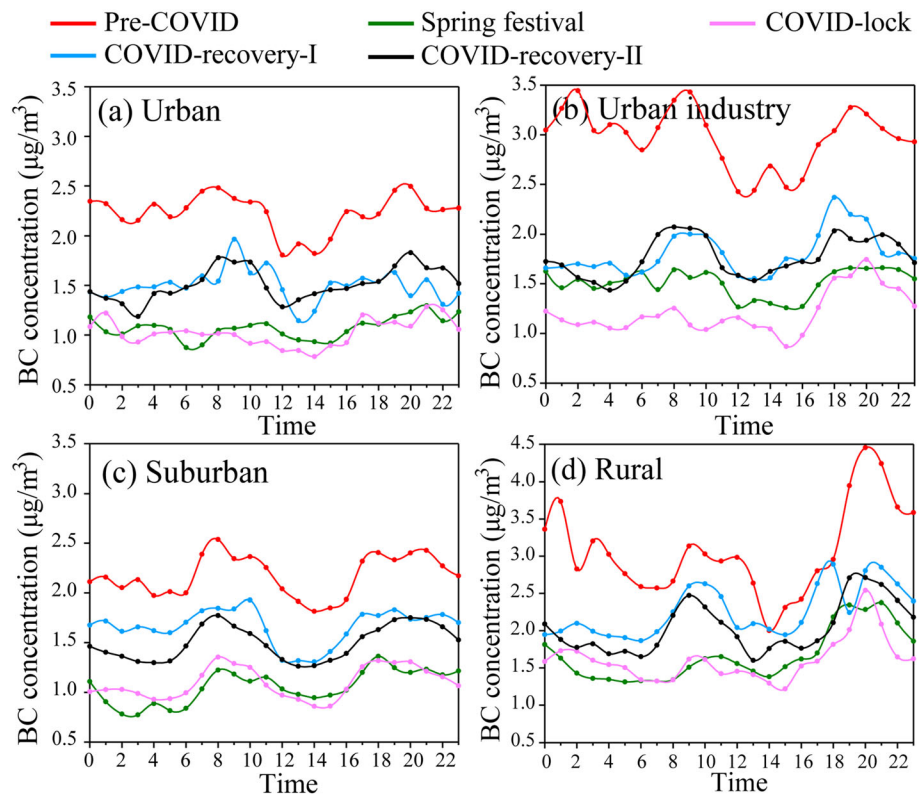 Pre-COVID Spring festival COVID-lock
COVID-recovery-I COVID-recovery-II
(a) Urban
BC concentration (μg/m³)
3.5
3.0
2.5
2.0
1.5
1.0
0.5
0 2 4 6 8 10 12 14 16 18 20 22
Time
(b) Urban industry
BC concentration (μg/m³)
3.5
3.0
2.5
2.0
1.5
1.0
0.5
0 2 4 6 8 10 12 14 16 18 20 22
Time
(c) Suburban
BC concentration (μg/m³)
3.5
3.0
2.5
2.0
1.5
1.0
0.5
0 2 4 6 8 10 12 14 16 18 20 22
Time
(d) Rural
BC concentration (μg/m³)
4.5
4.0
3.5
3.0
2.5
2.0
1.5
1.0
0.5
0 2 4 6 8 10 12 14 16 18 20 22
Time